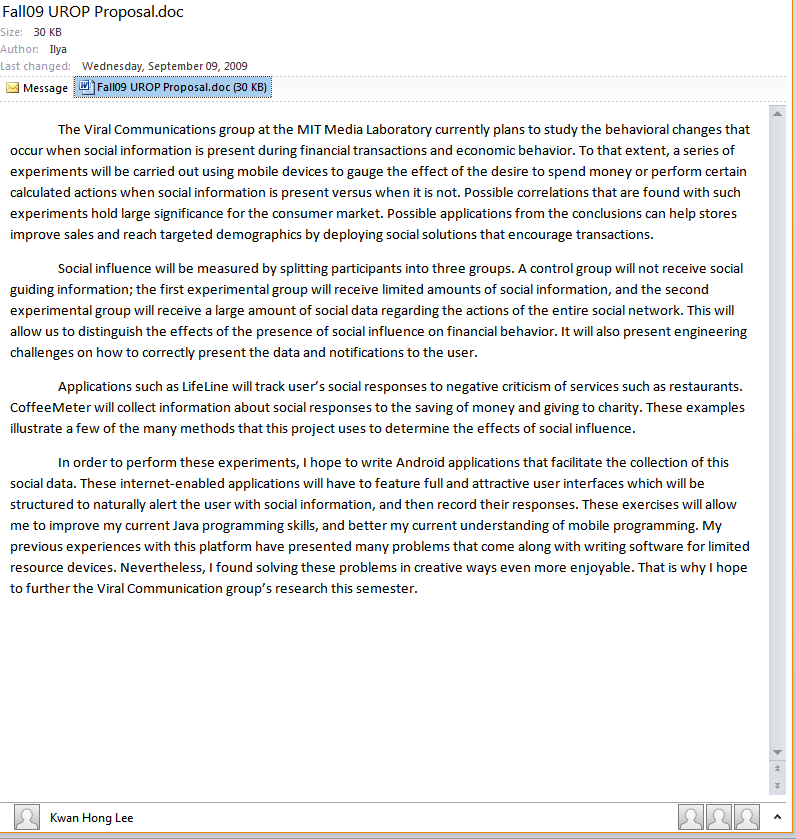 Fall09 UROP Proposal.doc
Size: 30 KB
Author: Ilya
Last changed: Wednesday, September 09, 2009
Message Fall09 UROP Proposal.doc (30 KB)
The Viral Communications group at the MIT Media Laboratory currently plans to study the behavioral changes that
occur when social information is present during financial transactions and economic behavior. To that extent, a series of
experiments will be carried out using mobile devices to gauge the effect of the desire to spend money or perform certain
calculated actions when social information is present versus when it is not. Possible correlations that are found with such
experiments hold large significance for the consumer market. Possible applications from the conclusions can help stores
improve sales and reach targeted demographics by deploying social solutions that encourage transactions.
Social influence will be measured by splitting participants into three groups. A control group will not receive social
guiding information; the first experimental group will receive limited amounts of social information, and the second
experimental group will receive a large amount of social data regarding the actions of the entire social network. This will
allow us to distinguish the effects of the presence of social influence on financial behavior. It will also present engineering
challenges on how to correctly present the data and notifications to the user.
Applications such as LifeLine will track user's social responses to negative criticism of services such as restaurants.
CoffeeMeter will collect information about social responses to the saving of money and giving to charity. These examples
illustrate a few of the many methods that this project uses to determine the effects of social influence.
In order to perform these experiments, I hope to write Android applications that facilitate the collection of this
social data. These internet-enabled applications will have to feature full and attractive user interfaces which will be
structured to naturally alert the user with social information, and then record their responses. These exercises will allow
me to improve my current Java programming skills, and better my current understanding of mobile programming. My
previous experiences with this platform have presented many problems that come along with writing software for limited
resource devices. Nevertheless, I found solving these problems in creative ways even more enjoyable. That is why I hope
to further the Viral Communication group's research this semester.
Kwan Hong Lee